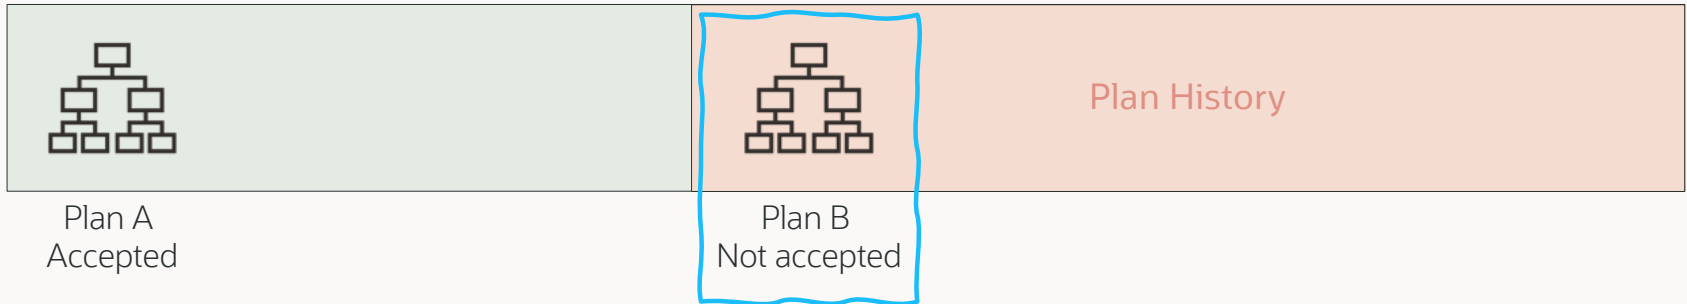 Plan History
Plan A
Accepted
Plan B
Not accepted